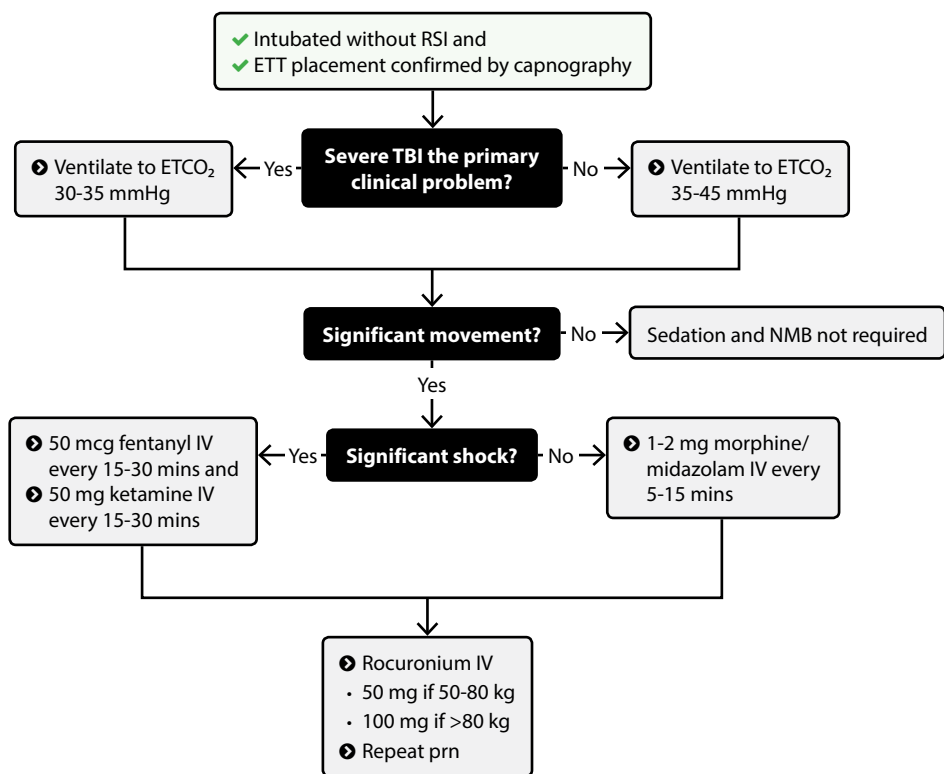 Intubated without RSI and
ETT placement confirmed by capnography
Severe TBI the primary
clinical problem?
Yes
No
Ventilate to ETCO₂
30-35 mmHg
Ventilate to ETCO₂
35-45 mmHg
Significant movement?
No
Sedation and NMB not required
Yes
Significant shock?
Yes
No
50 mcg fentanyl IV
every 15-30 mins and
50 mg ketamine IV
every 15-30 mins
1-2 mg morphine/
midazolam IV every
5-15 mins
Rocuronium IV
• 50 mg if 50-80 kg
• 100 mg if >80 kg
Repeat prn